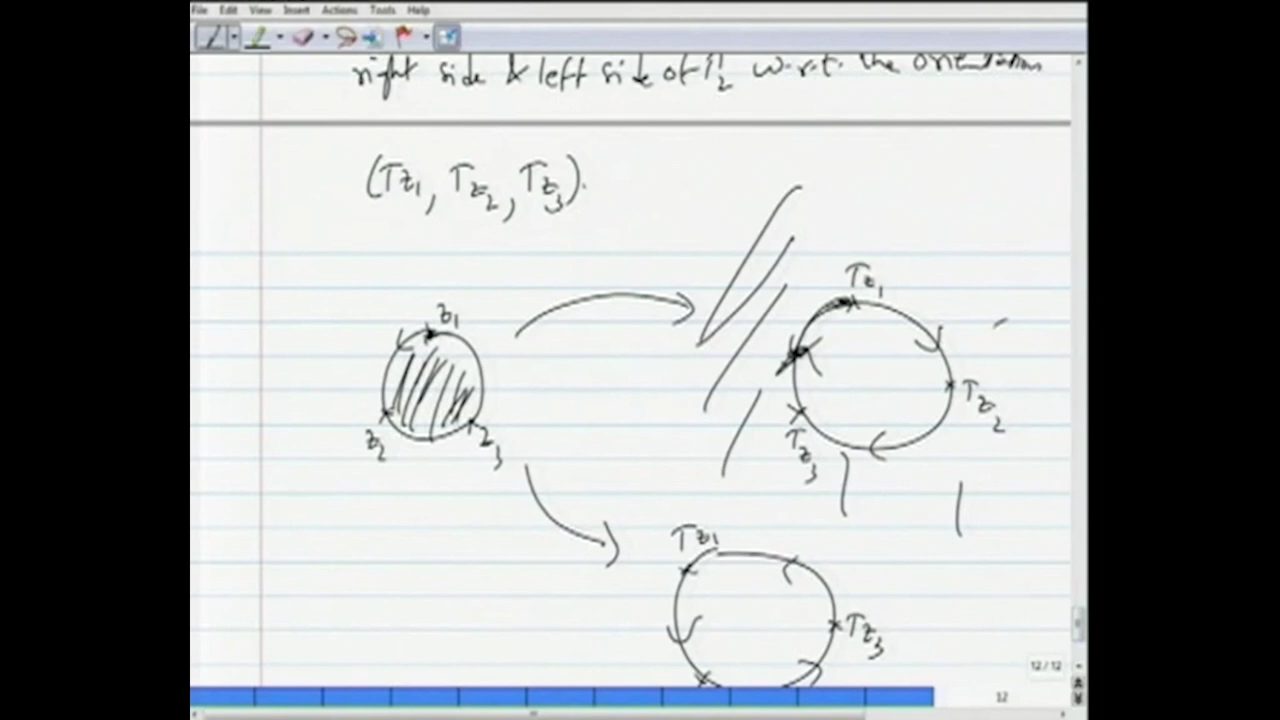 File Edit View Insert Actions Tools Help
right side & left side of Γ2 w.r.t. the orientation
(Tz1, Tz2, Tz3).
Tz1
z1
Tz2
z2
z3
Tz3
Tz1
Tz3
12/12
12